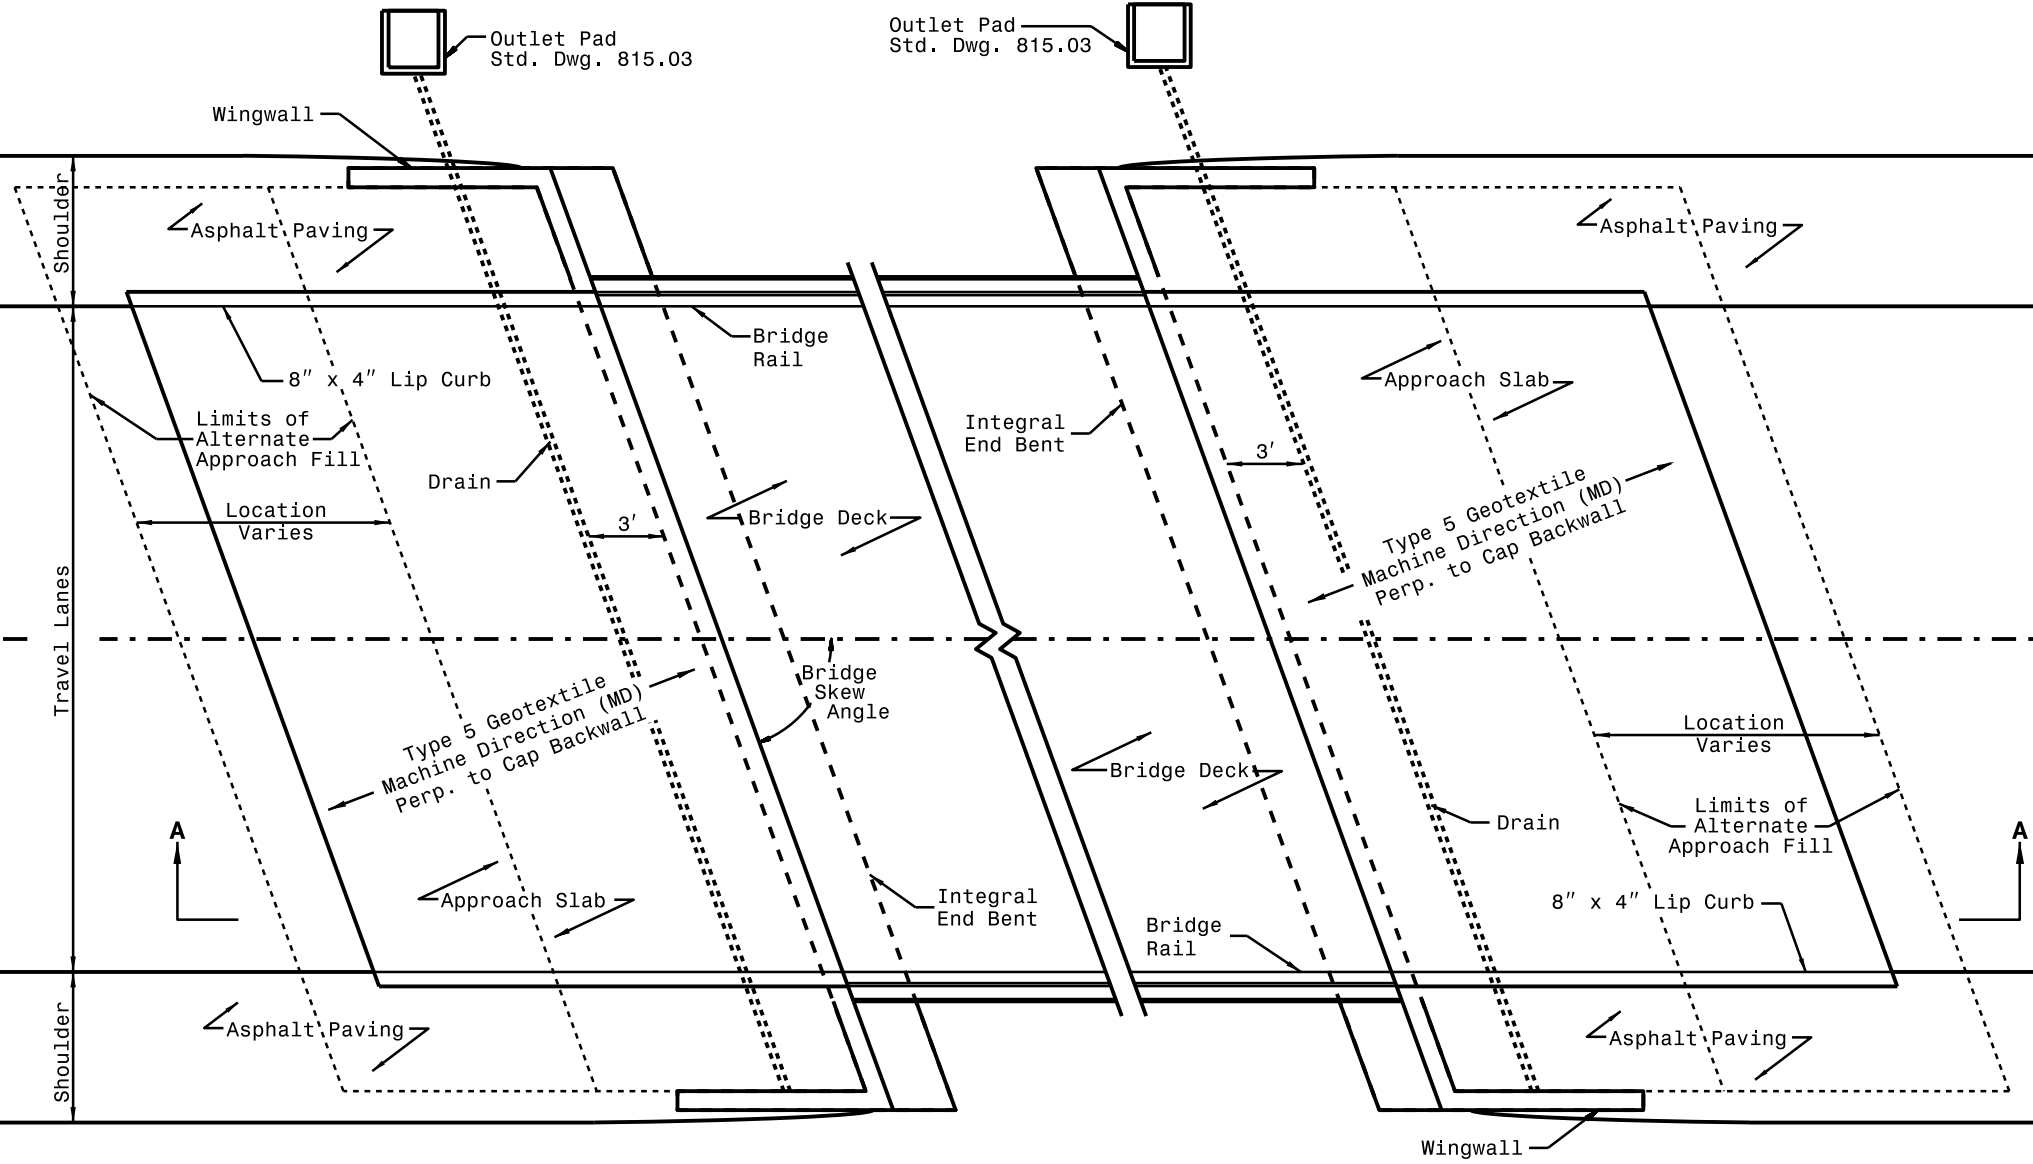 Outlet Pad
Std. Dwg. 815.03
Outlet Pad
Std. Dwg. 815.03
Wingwall
Shoulder
Asphalt Paving
Asphalt Paving
Bridge
Rail
8″ x 4″ Lip Curb
Approach Slab
Limits of
Alternate
Approach Fill
Integral
End Bent
3′
Drain
Type 5 Geotextile
Machine Direction (MD)
Perp. to Cap Backwall
Location
Varies
3′
Bridge Deck
Travel Lanes
Bridge
Skew
Angle
Type 5 Geotextile
Machine Direction (MD)
Perp. to Cap Backwall
Location
Varies
Bridge Deck
Limits of
Alternate
Approach Fill
Drain
A
A
Approach Slab
Integral
End Bent
8″ x 4″ Lip Curb
Bridge
Rail
Shoulder
Asphalt Paving
Asphalt Paving
Wingwall